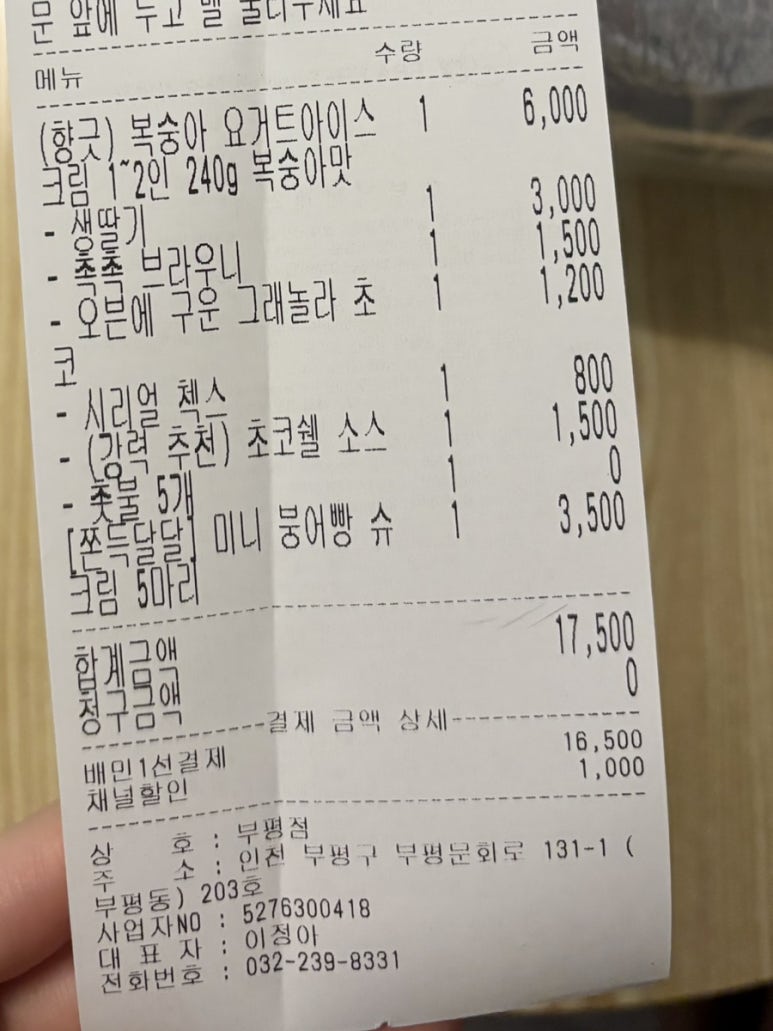 문 앞에 두고 벨 눌러주세요
메뉴 수량 금액
(향긋) 복숭아 요거트아이스 1 6,000
크림 1~2인 240g 복숭아맛
- 생딸기 1 3,000
- 촉촉 브라우니 1 1,500
- 오븐에 구운 그래놀라 초 1 1,200
코
- 시리얼 첵스 1 800
- (강력 추천) 초코쉘 소스 1 1,500
- 촛불 5개 1 0
[쫀득달달] 미니 붕어빵 슈 1 3,500
크림 5마리
합계금액 17,500
청구금액 0
결제 금액 상세
배민1선결제 16,500
채널할인 1,000
상 호 : 부평점
주 소 : 인천 부평구 부평문화로 131-1 (
부평동) 203호
사업자NO : 5276300418
대 표 자 : 이정아
전화번호 : 032-239-8331